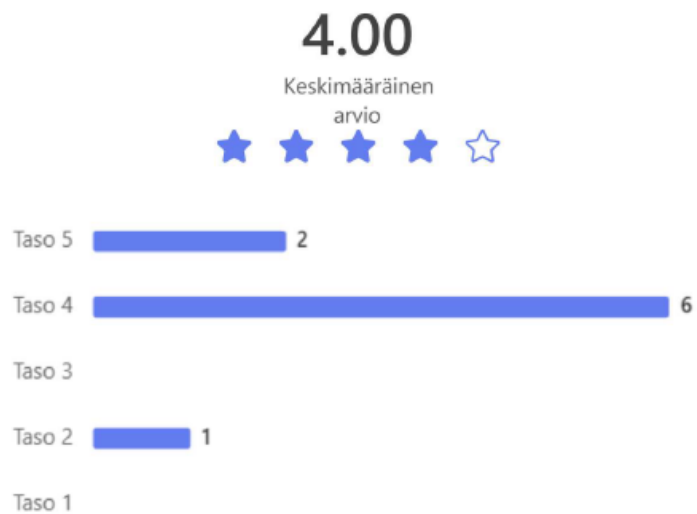 4.00
Keskimääräinen
arvio
Taso 5 2
Taso 4 6
Taso 3
Taso 2 1
Taso 1